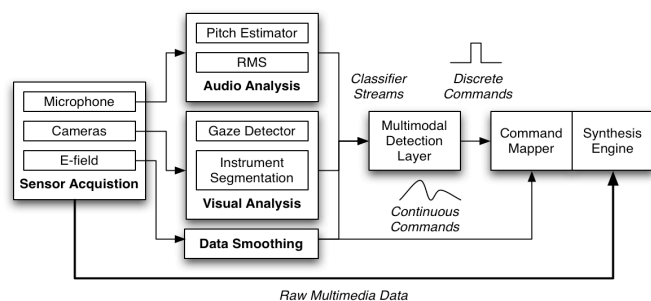 Microphone
Cameras
E-field
Sensor Acquistion
Pitch Estimator
RMS
Audio Analysis
Gaze Detector
Instrument
Segmentation
Visual Analysis
Data Smoothing
Classifier
Streams
Multimodal
Detection
Layer
Discrete
Commands
Continuous
Commands
Command
Mapper
Synthesis
Engine
Raw Multimedia Data